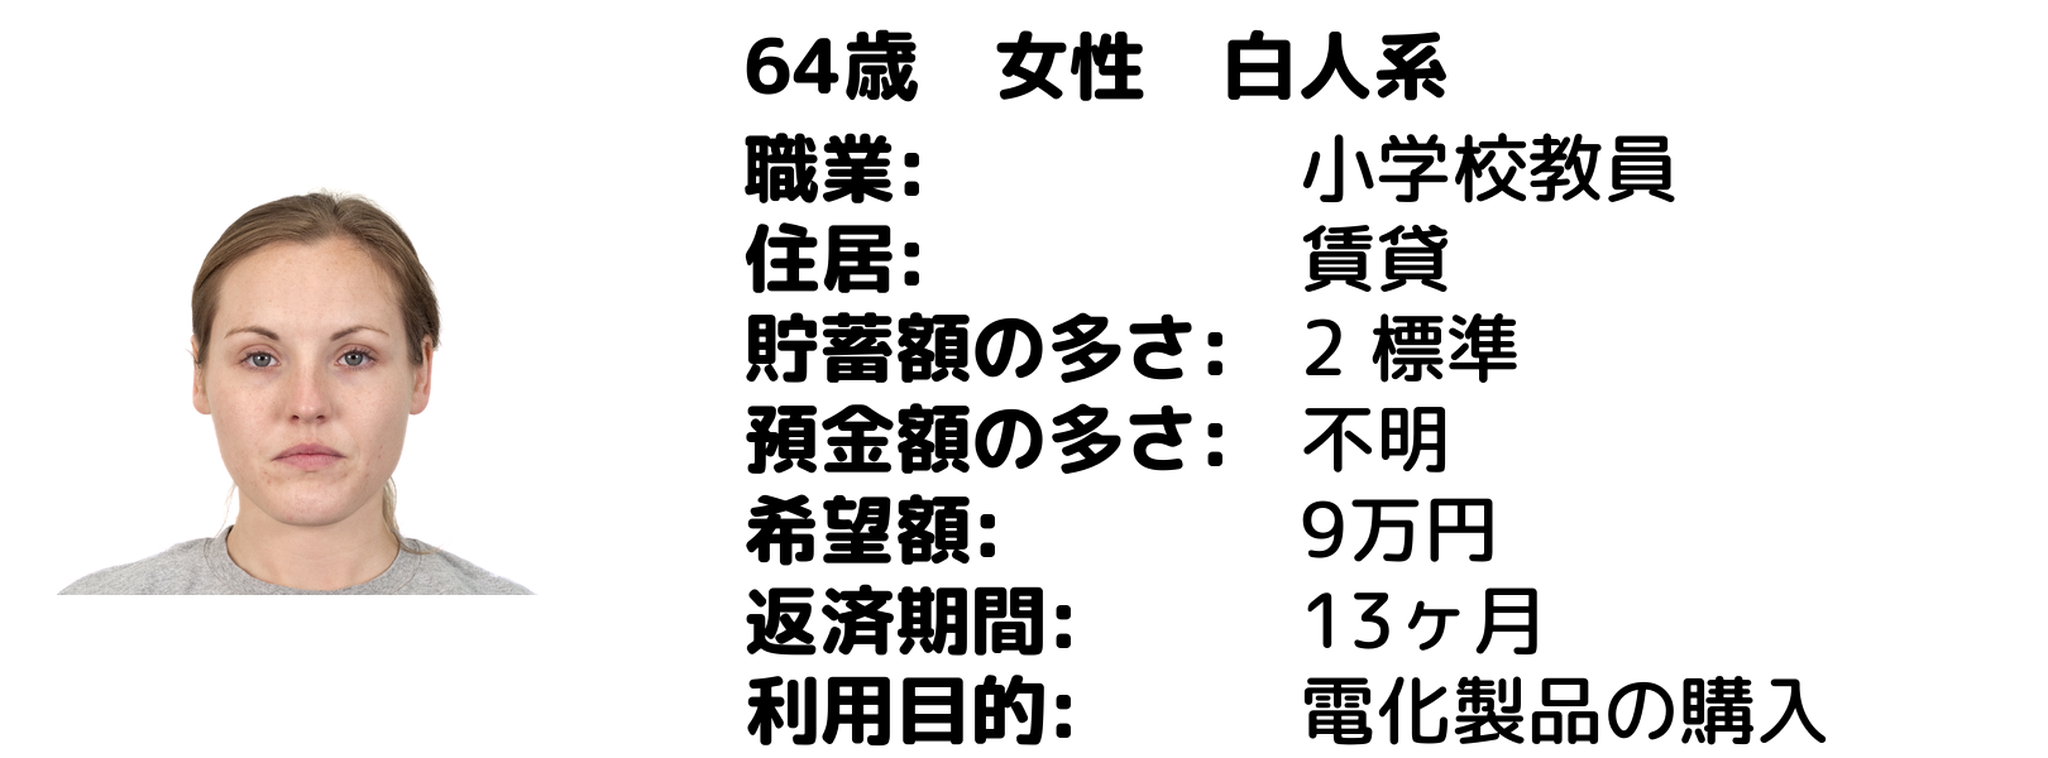 64歳　女性　白人系
職業: 小学校教員
住居: 賃貸
貯蓄額の多さ: 2 標準
預金額の多さ: 不明
希望額: 9万円
返済期間: 13ヶ月
利用目的: 電化製品の購入